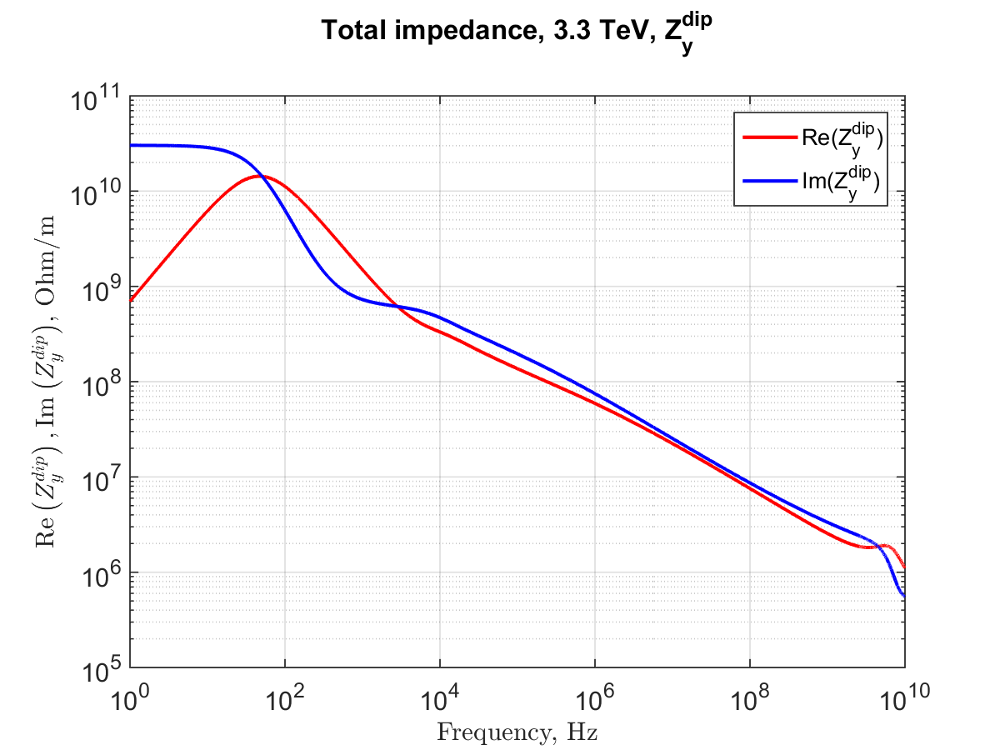 Total impedance, 3.3 TeV, Z_y^dip
Re(Z_y^dip)
Im(Z_y^dip)
10^11
10^10
10^9
10^8
10^7
10^6
10^5
Re (Z_y^dip) , Im (Z_y^dip), Ohm/m
10^0 10^2 10^4 10^6 10^8 10^10
Frequency, Hz